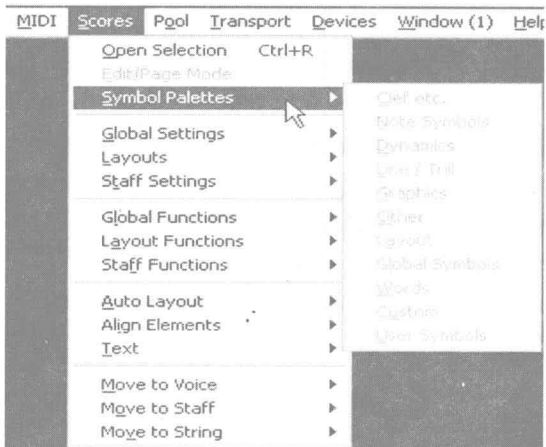 MIDI Scores Pool Transport Devices Window (1) Help
Open Selection Ctrl+R
Edit/Page Mode
Symbol Palettes
Global Settings
Layouts
Staff Settings
Global Functions
Layout Functions
Staff Functions
Auto Layout
Align Elements
Text
Move to Voice
Move to Staff
Move to String
Clef etc.
Note Symbols
Dynamics
Line / Trill
Graphics
Other
Layout
Global Symbols
Words
Custom
User Symbols